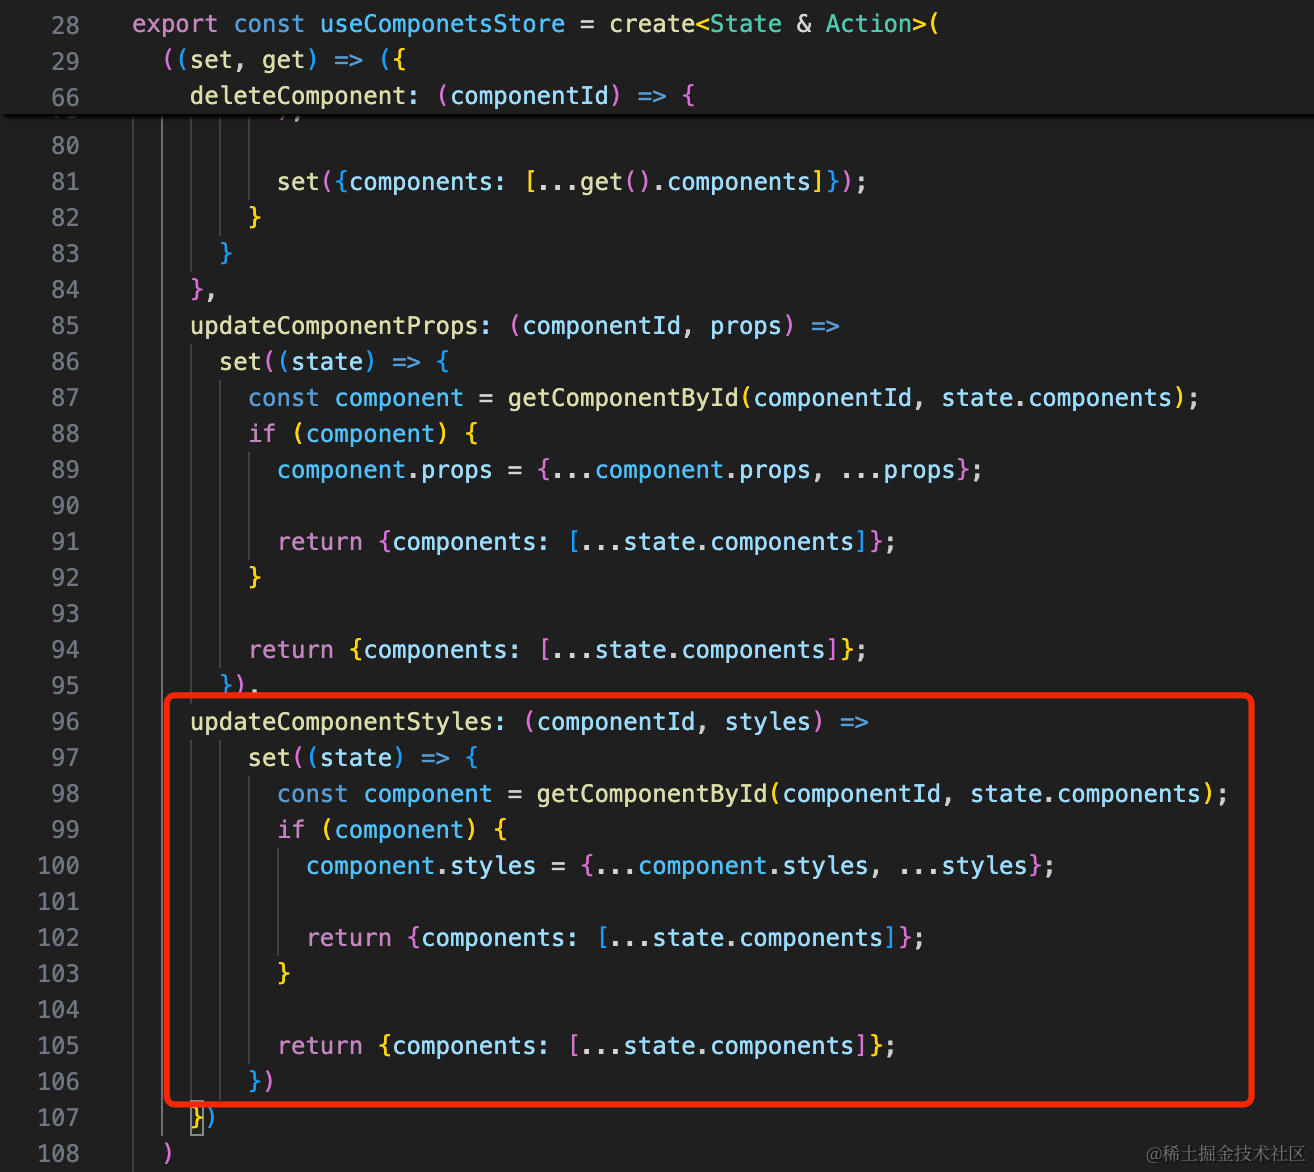 28 export const useComponetsStore = create<State & Action>(
29 ((set, get) => ({
66 deleteComponent: (componentId) => {
80
81 set({components: [...get().components]});
82 }
83 }
84 },
85 updateComponentProps: (componentId, props) =>
86 set((state) => {
87 const component = getComponentById(componentId, state.components);
88 if (component) {
89 component.props = {...component.props, ...props};
90
91 return {components: [...state.components]};
92 }
93
94 return {components: [...state.components]};
95 }),
96 updateComponentStyles: (componentId, styles) =>
97 set((state) => {
98 const component = getComponentById(componentId, state.components);
99 if (component) {
100 component.styles = {...component.styles, ...styles};
101
102 return {components: [...state.components]};
103 }
104
105 return {components: [...state.components]};
106 })
107 })
108 )
@稀土掘金技术社区